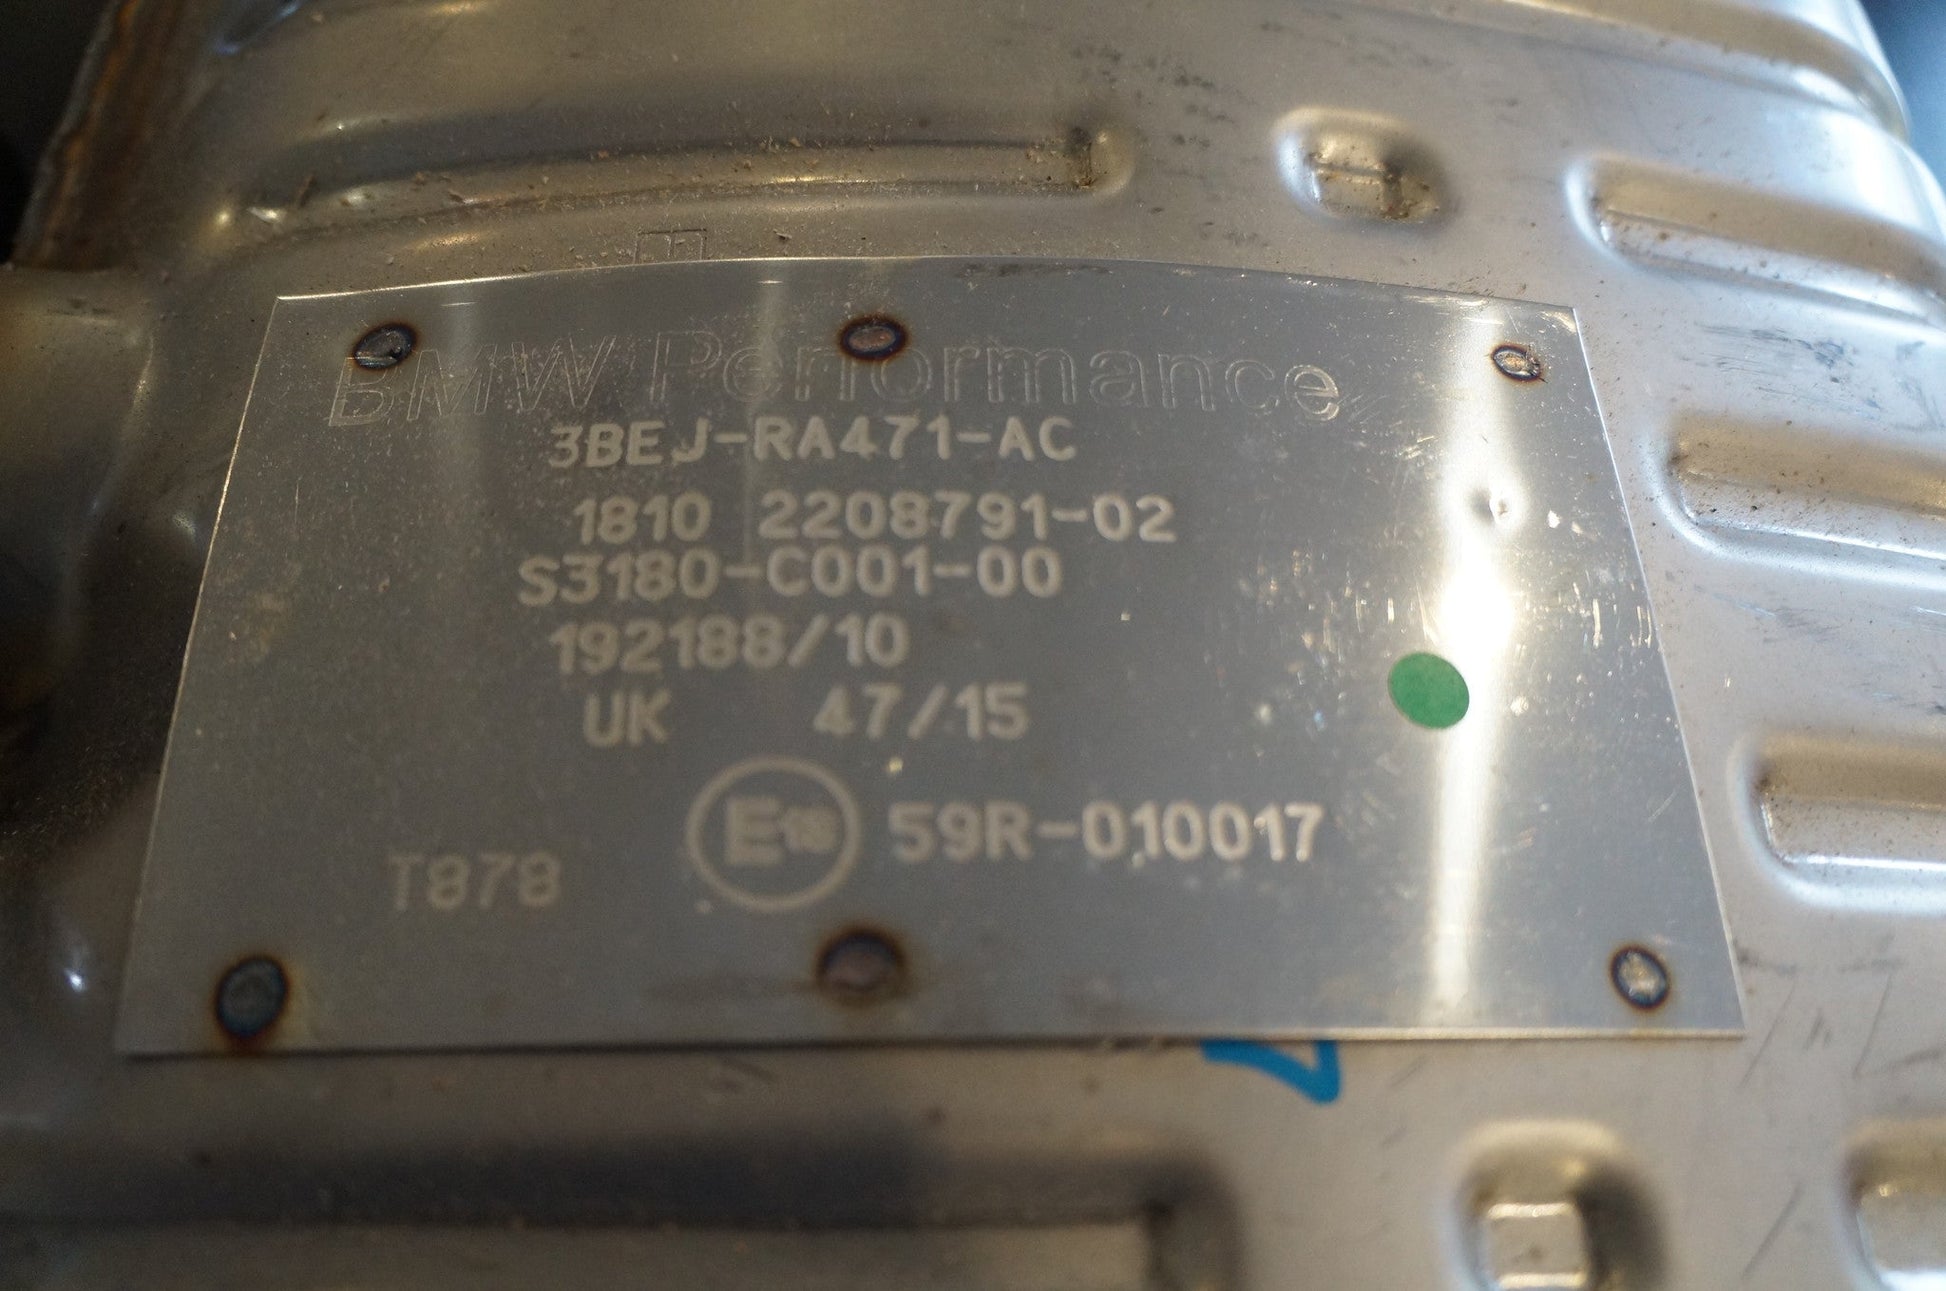 BMW Performance
3BEJ-RA471-AC
1810 2208791-02
S3180-C001-00
192188/10
UK 47/15
E18 59R-010017
T878